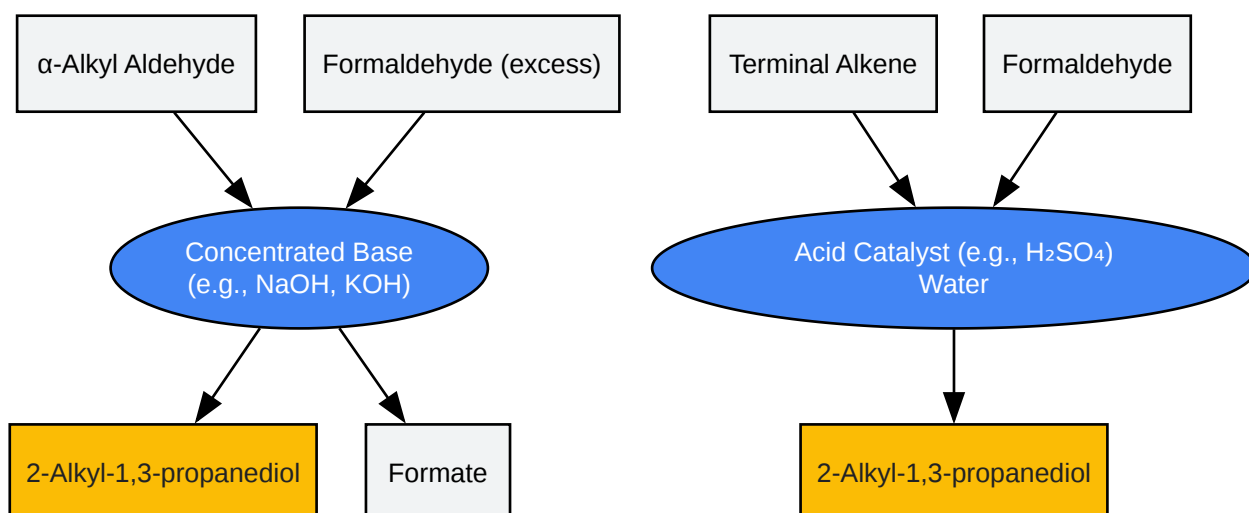 α-Alkyl Aldehyde
Formaldehyde (excess)
Terminal Alkene
Formaldehyde
Concentrated Base
(e.g., NaOH, KOH)
Acid Catalyst (e.g., H₂SO₄)
Water
2-Alkyl-1,3-propanediol
Formate
2-Alkyl-1,3-propanediol